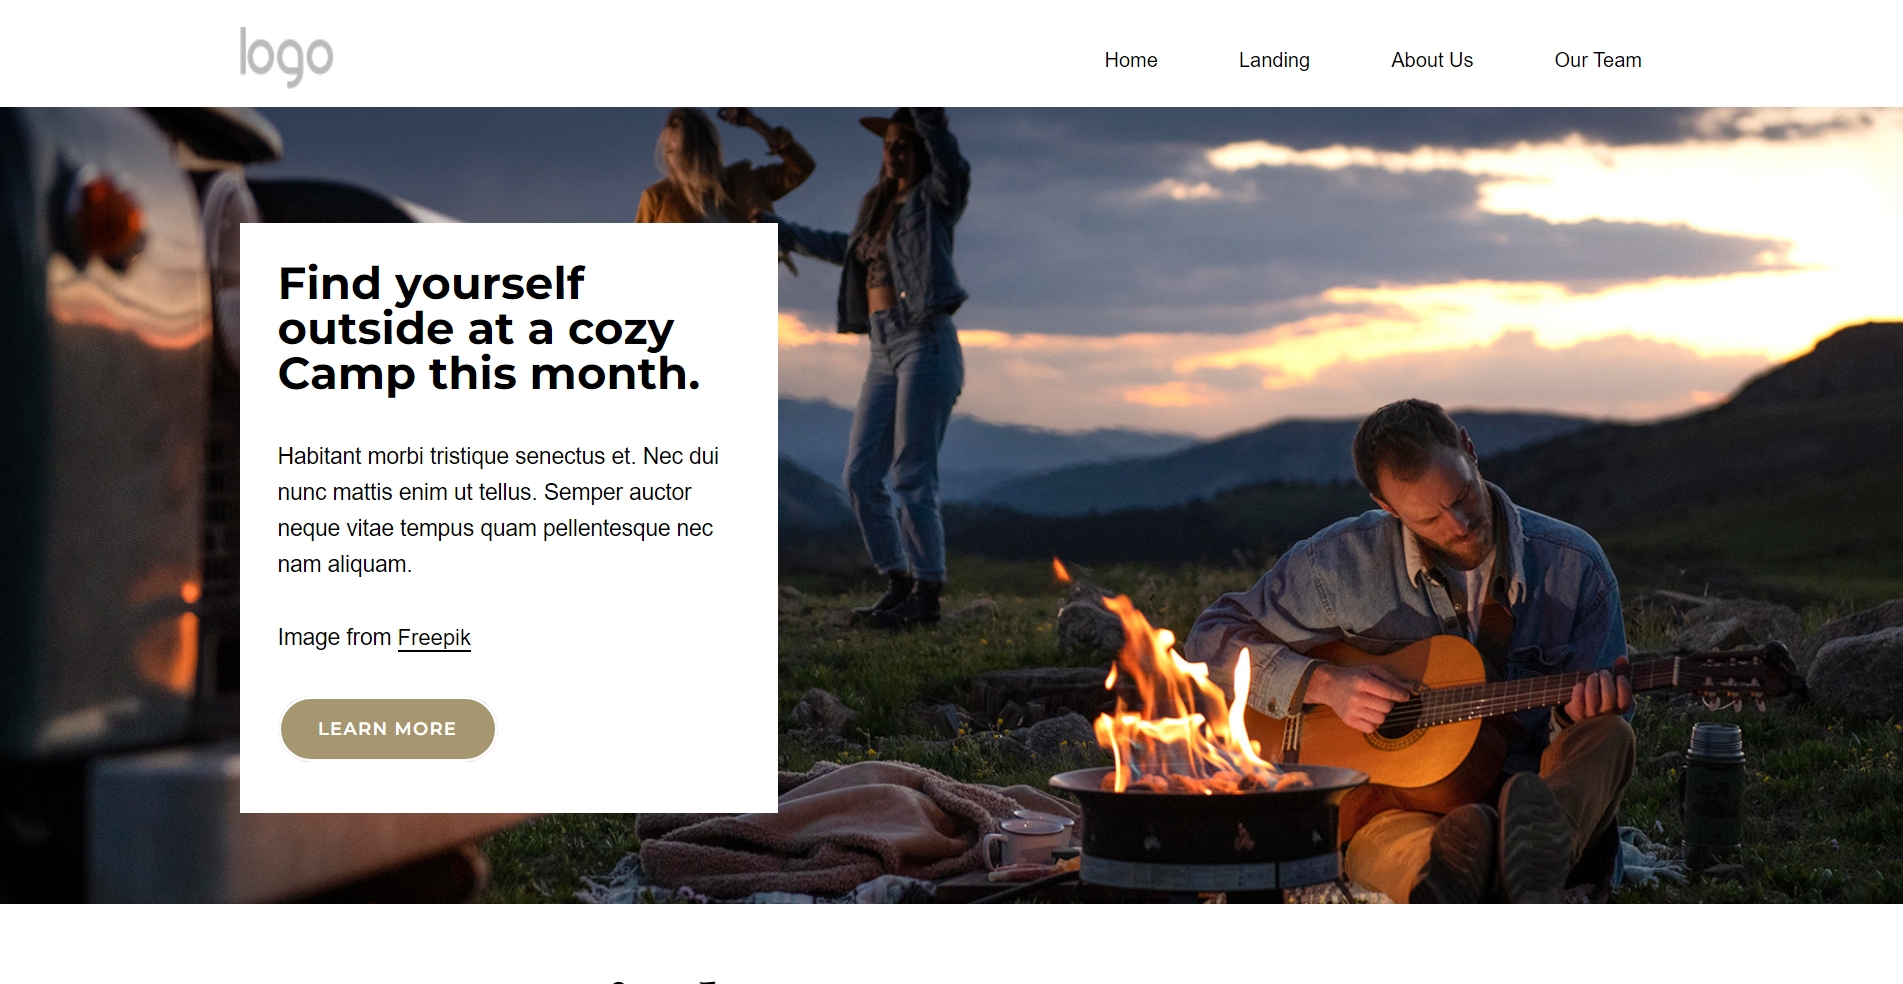 logo
Home Landing About Us Our Team
Find yourself
outside at a cozy
Camp this month.
Habitant morbi tristique senectus et. Nec dui
nunc mattis enim ut tellus. Semper auctor
neque vitae tempus quam pellentesque nec
nam aliquam.
Image from Freepik
LEARN MORE